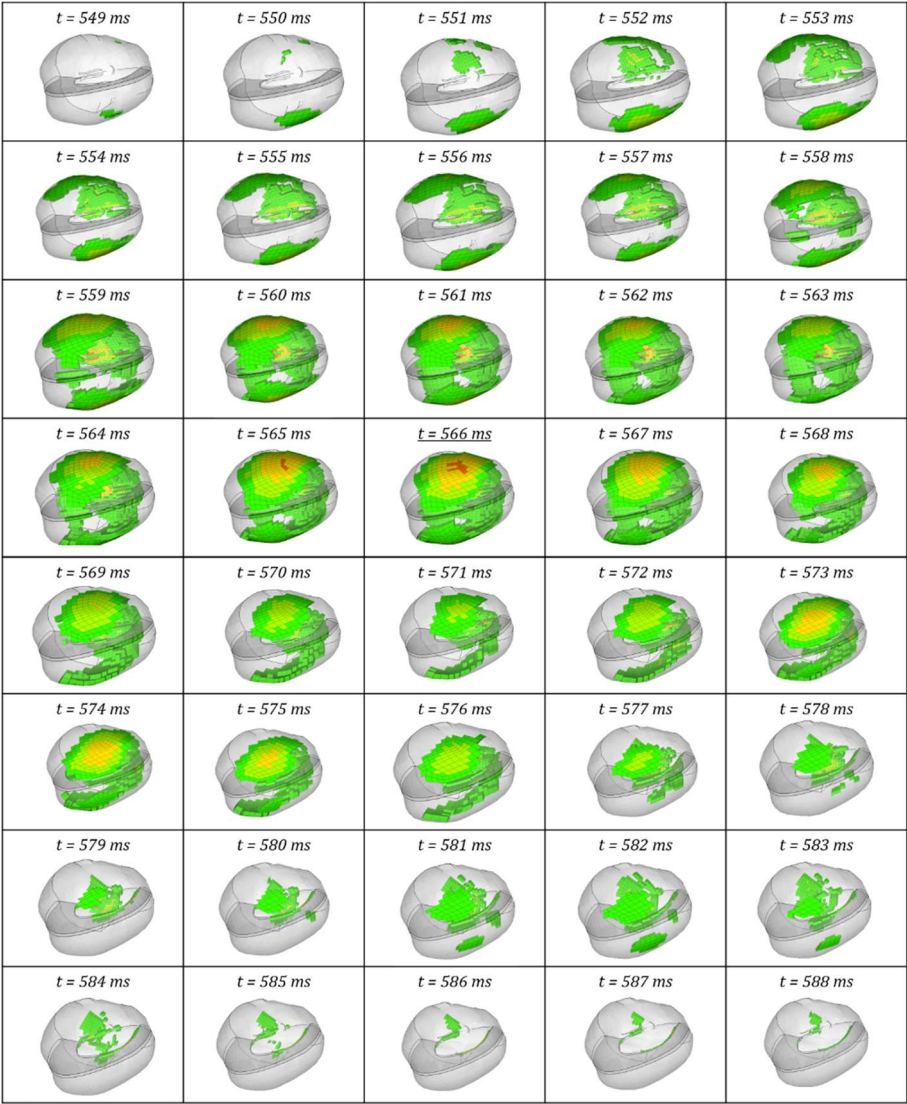 t = 549 ms t = 550 ms t = 551 ms t = 552 ms t = 553 ms
t = 554 ms t = 555 ms t = 556 ms t = 557 ms t = 558 ms
t = 559 ms t = 560 ms t = 561 ms t = 562 ms t = 563 ms
t = 564 ms t = 565 ms t = 566 ms t = 567 ms t = 568 ms
t = 569 ms t = 570 ms t = 571 ms t = 572 ms t = 573 ms
t = 574 ms t = 575 ms t = 576 ms t = 577 ms t = 578 ms
t = 579 ms t = 580 ms t = 581 ms t = 582 ms t = 583 ms
t = 584 ms t = 585 ms t = 586 ms t = 587 ms t = 588 ms